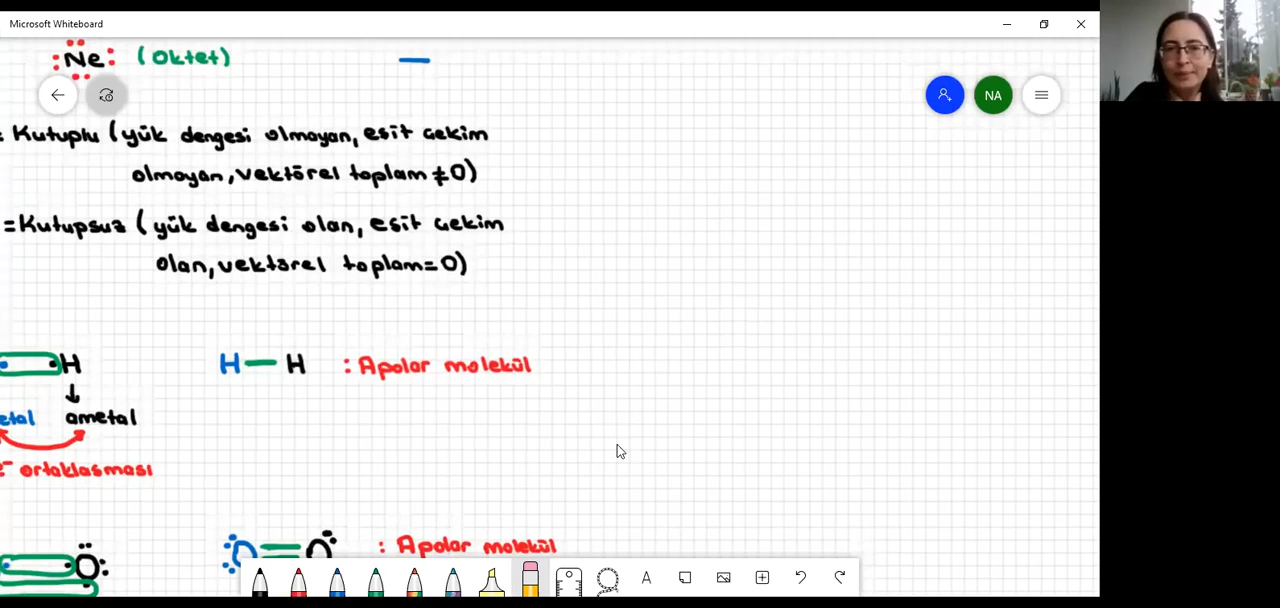 Microsoft Whiteboard
:Ne: (Oktet)
NA
= Kutuplu (yük dengesi olmayan, eşit çekim
olmayan, vektörel toplam ≠ 0)
= Kutupsuz (yük dengesi olan, eşit çekim
olan, vektörel toplam = 0)
H H — H : Apolar molekül
etal ametal
e⁻ ortaklaşması
O: O = O : Apolar molekül
A